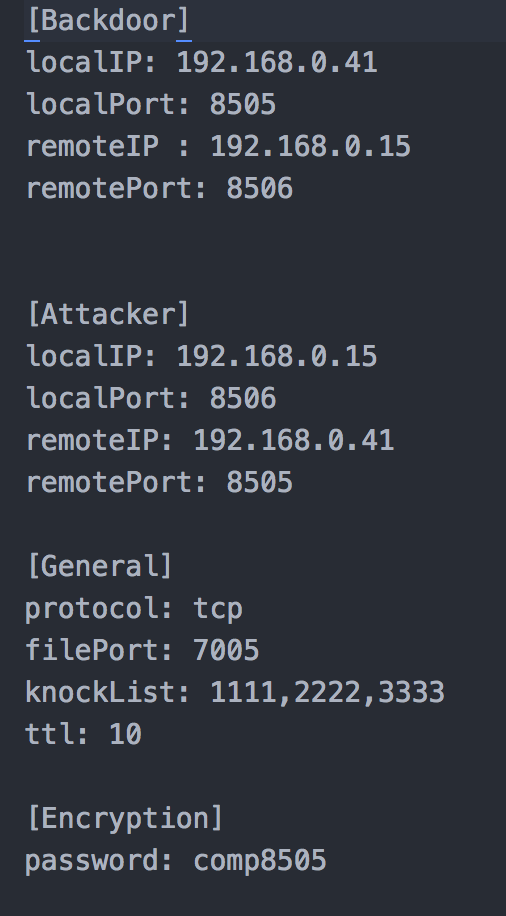 [Backdoor]
localIP: 192.168.0.41
localPort: 8505
remoteIP : 192.168.0.15
remotePort: 8506
[Attacker]
localIP: 192.168.0.15
localPort: 8506
remoteIP: 192.168.0.41
remotePort: 8505
[General]
protocol: tcp
filePort: 7005
knockList: 1111,2222,3333
ttl: 10
[Encryption]
password: comp8505